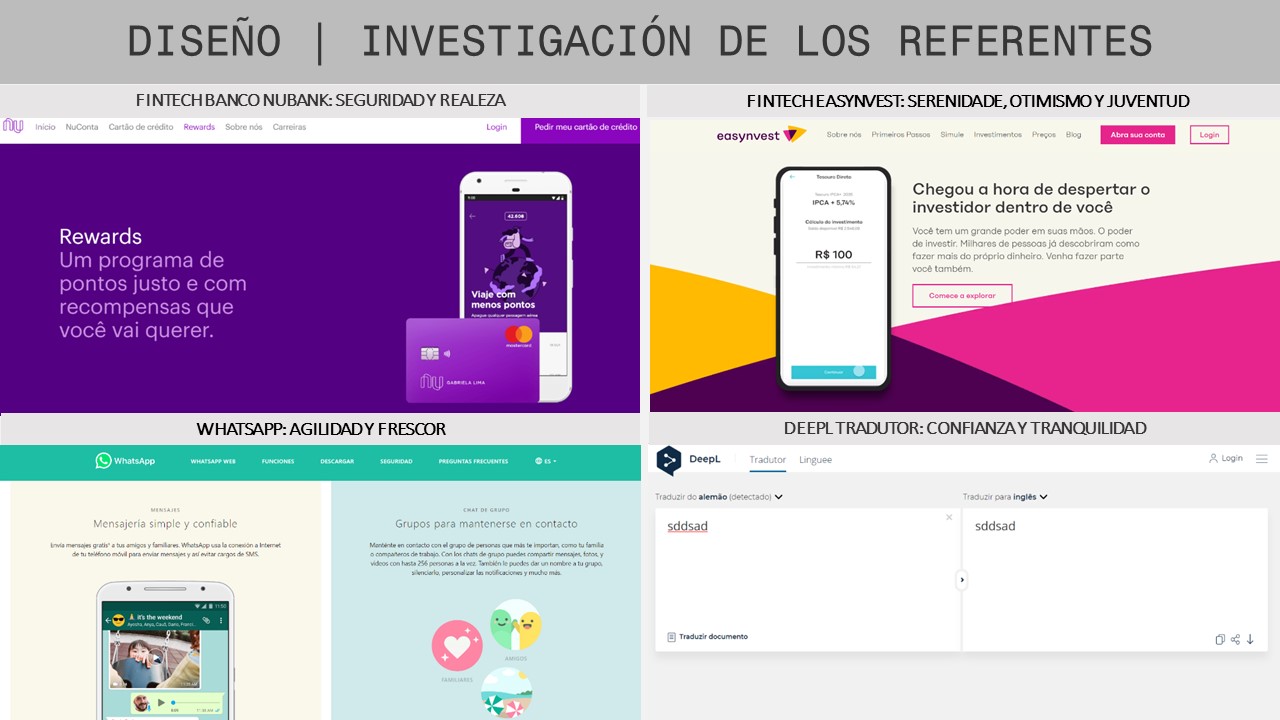 DISEÑO | INVESTIGACIÓN DE LOS REFERENTES
FINTECH BANCO NUBANK: SEGURIDAD Y REALEZA
nu Início NuConta Cartão de crédito Rewards Sobre nós Carreiras Login Pedir meu cartão de crédito
Rewards
Um programa de
pontos justo e com
recompensas que
você vai querer.
42.608
Viaje com
menos pontos
mastercard
nu GABRIELA LIMA
FINTECH EASYNVEST: SERENIDADE, OTIMISMO Y JUVENTUD
easynvest Sobre nós Primeiros Passos Simule Investimentos Preços Blog Abra sua conta Login
Tesouro Direto
IPCA + 5,74%
Cálculo do investimento
R$ 100
Continuar
Chegou a hora de despertar o
investidor dentro de você
Você tem um grande poder em suas mãos. O poder
de investir. Milhares de pessoas já descobriram como
fazer mais do próprio dinheiro. Venha fazer parte
você também.
Comece a explorar
WHATSAPP: AGILIDAD Y FRESCOR
WhatsApp WHATSAPP WEB FUNCIONES DESCARGAR SEGURIDAD PREGUNTAS FRECUENTES ES
MENSAJES
Mensajería simple y confiable
Envía mensajes gratis* a tus amigos y familiares. WhatsApp usa la conexión a Internet
de tu teléfono móvil para enviar mensajes y así evitar cargos de SMS.
11:50
it's the weekend
CHAT DE GRUPO
Grupos para mantenerse en contacto
Manténte en contacto con el grupo de personas que más te importan, como tu familia
o compañeros de trabajo. Con los chats de grupo puedes compartir mensajes, fotos, y
videos con hasta 256 personas a la vez. También le puedes dar un nombre a tu grupo,
silenciarlo, personalizar las notificaciones y mucho más.
AMIGOS
FAMILIARES
DEEPL TRADUTOR: CONFIANZA Y TRANQUILIDAD
DeepL Tradutor Linguee Login
Traduzir do alemão (detectado) Traduzir para inglês
sddsad
sddsad
Traduzir documento